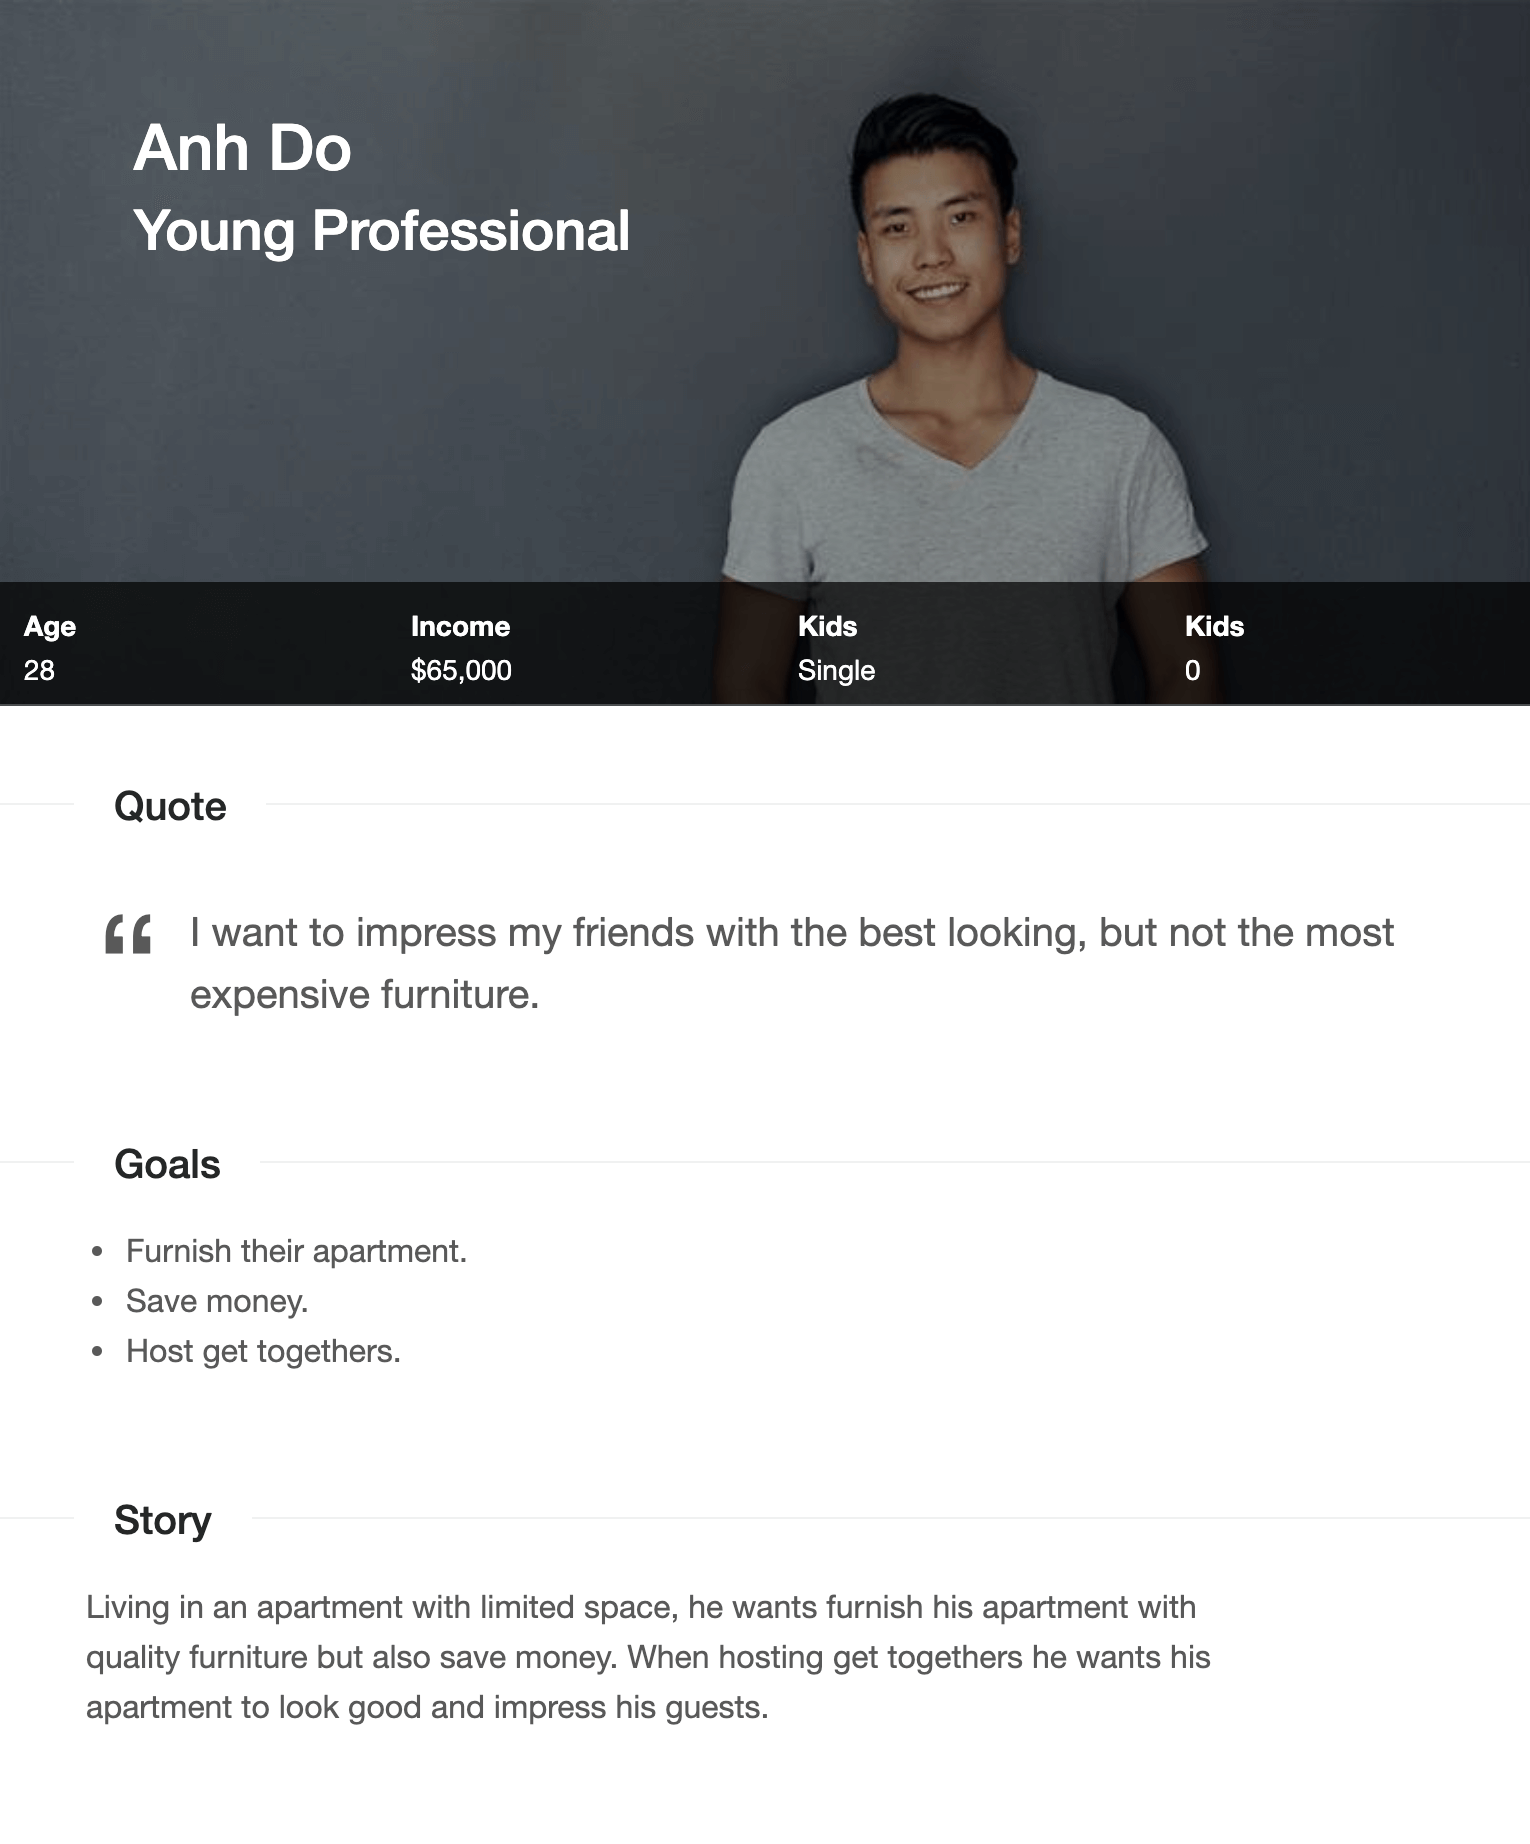 Anh Do
Young Professional
Age
28
Income
$65,000
Kids
Single
Kids
0
Quote
“ I want to impress my friends with the best looking, but not the most
expensive furniture.
Goals
• Furnish their apartment.
• Save money.
• Host get togethers.
Story
Living in an apartment with limited space, he wants furnish his apartment with
quality furniture but also save money. When hosting get togethers he wants his
apartment to look good and impress his guests.